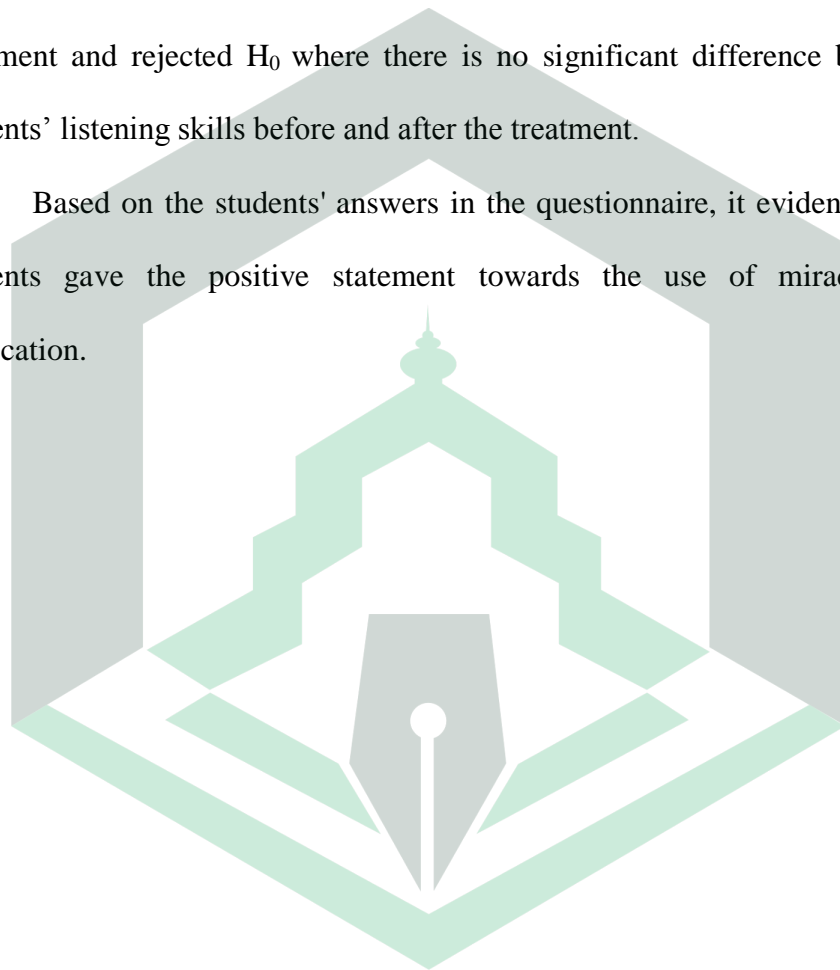 ment and rejected H₀ where there is no significant difference b
ents’ listening skills before and after the treatment.
Based on the students' answers in the questionnaire, it eviden
ents gave the positive statement towards the use of mirac
cation.